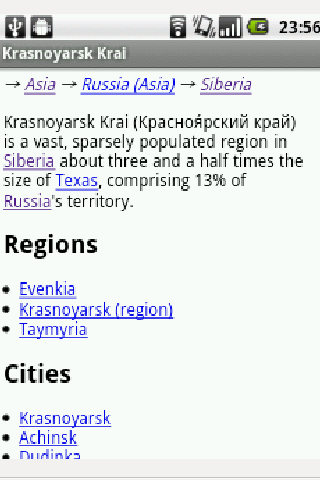 23:56
Krasnoyarsk Krai
→ Asia → Russia (Asia) → Siberia
Krasnoyarsk Krai (Красноя́рский край)
is a vast, sparsely populated region in
Siberia about three and a half times the
size of Texas, comprising 13% of
Russia's territory.
Regions
• Evenkia
• Krasnoyarsk (region)
• Taymyria
Cities
• Krasnoyarsk
• Achinsk
• Dudinka